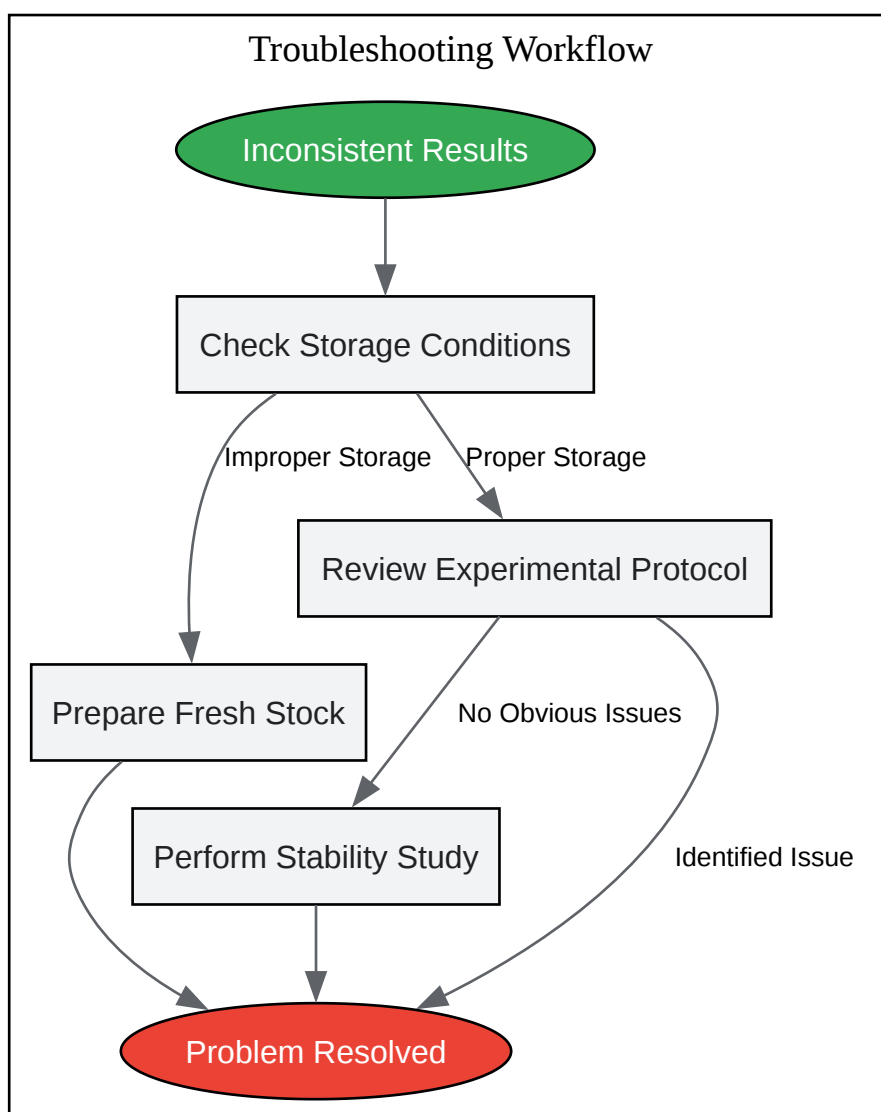 Troubleshooting Workflow
Inconsistent Results
Check Storage Conditions
Improper Storage
Proper Storage
Review Experimental Protocol
Prepare Fresh Stock
No Obvious Issues
Perform Stability Study
Identified Issue
Problem Resolved